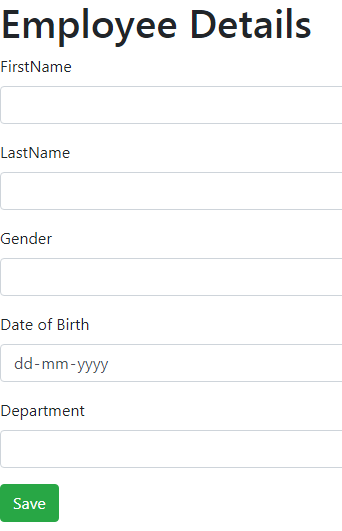 Employee Details
FirstName
LastName
Gender
Date of Birth
dd-mm-yyyy
Department
Save